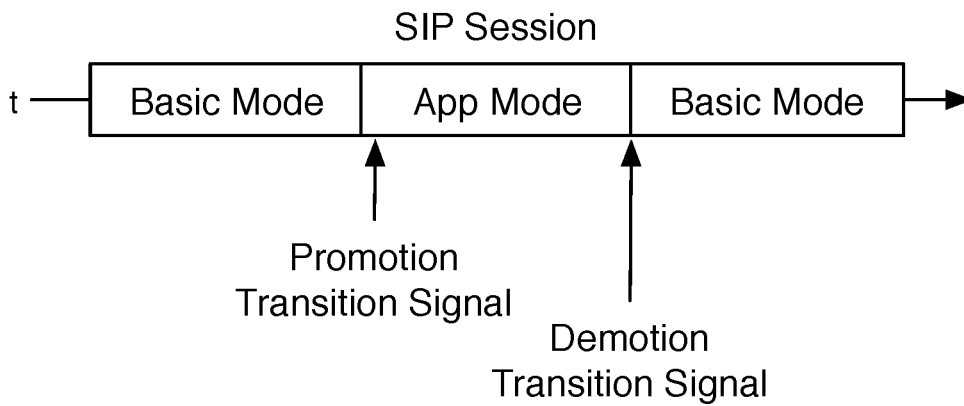 SIP Session
t
Basic Mode
App Mode
Basic Mode
Promotion
Transition Signal
Demotion
Transition Signal